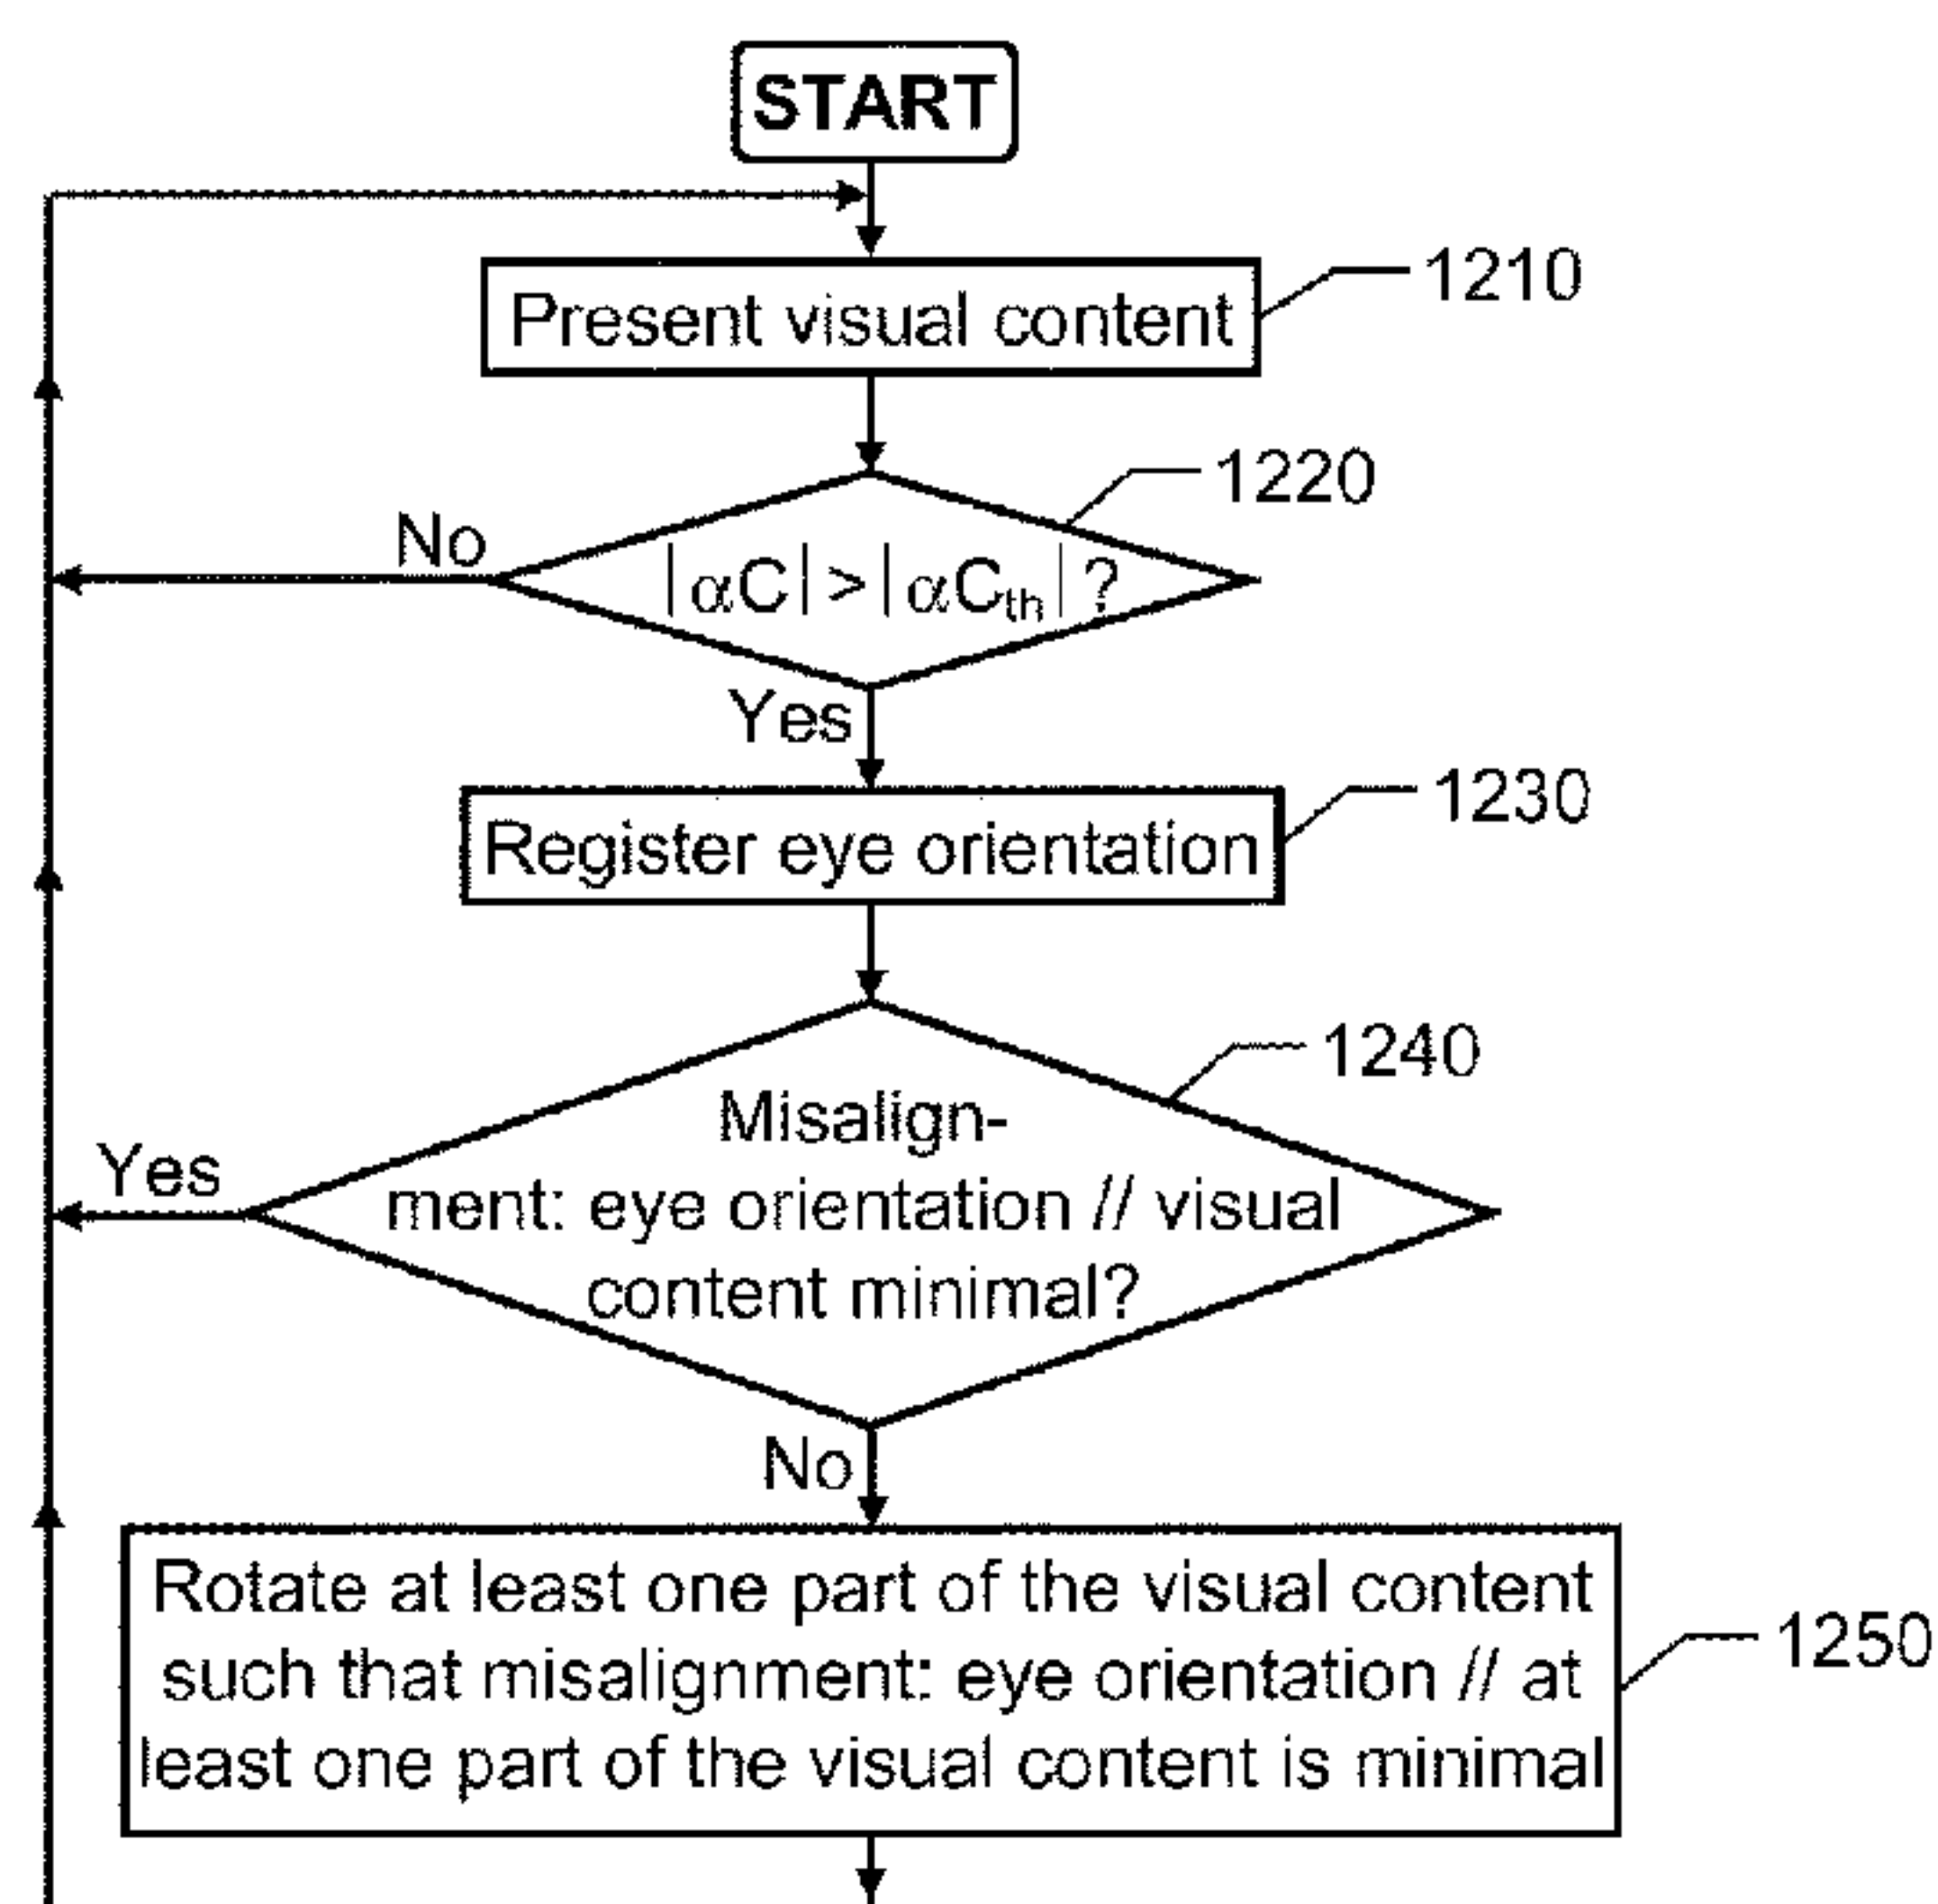 START
Present visual content
1210
1220
No
|αC|>|αCth|?
Yes
Register eye orientation
1230
1240
Misalign-
Yes
ment: eye orientation // visual
content minimal?
No
Rotate at least one part of the visual content
such that misalignment: eye orientation // at
least one part of the visual content is minimal
1250